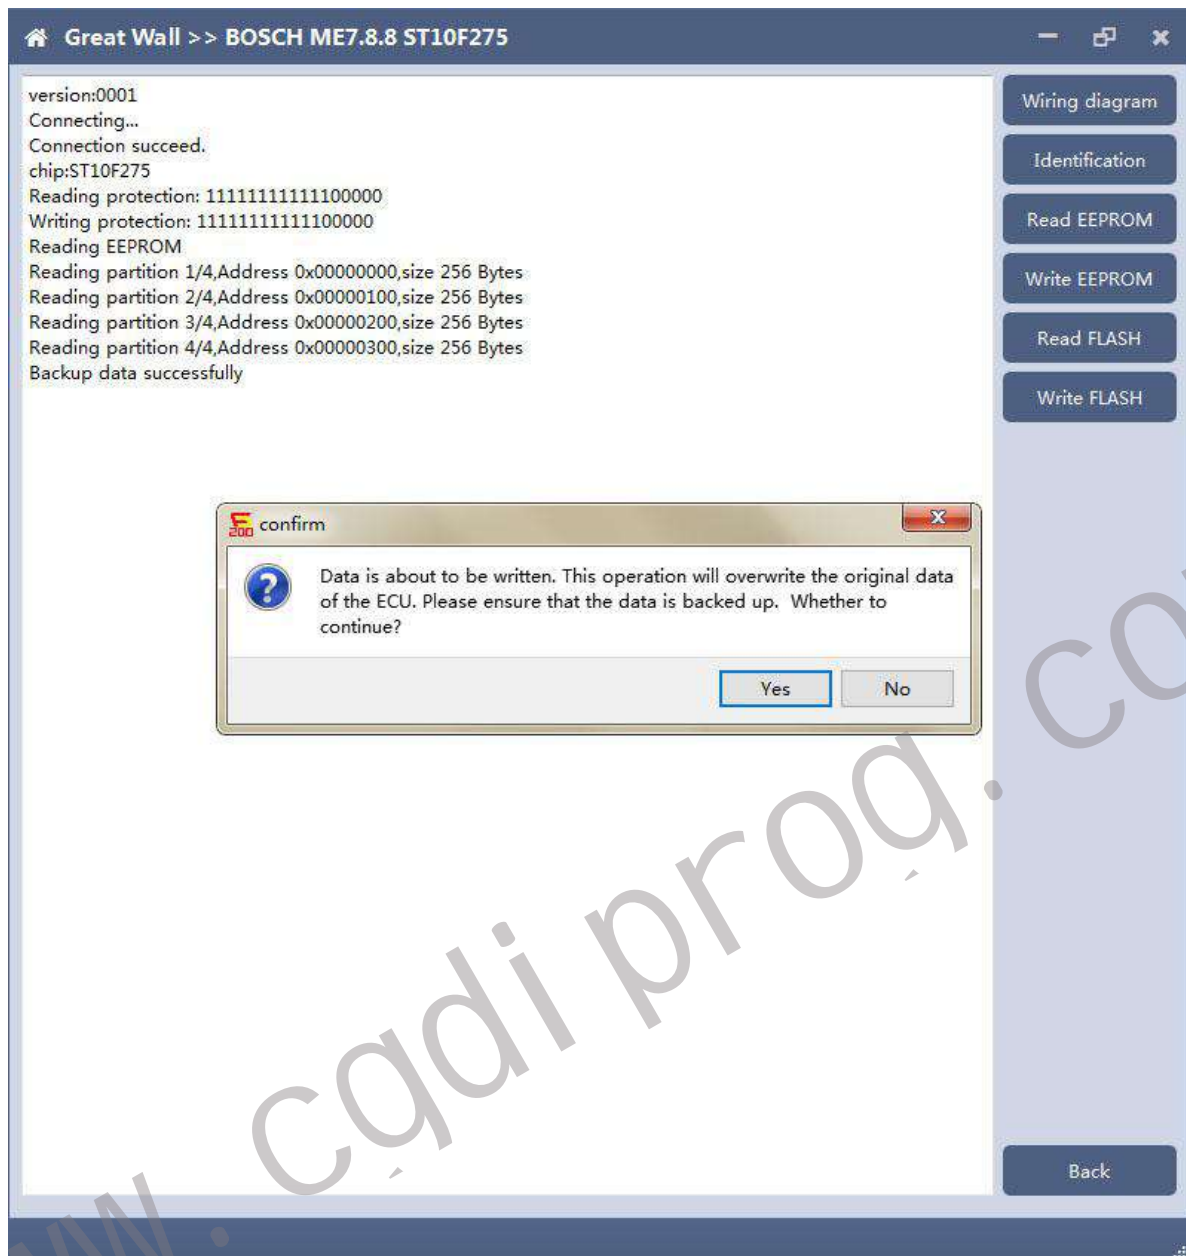 Great Wall >> BOSCH ME7.8.8 ST10F275
version:0001
Connecting...
Connection succeed.
chip:ST10F275
Reading protection: 11111111111100000
Writing protection: 11111111111100000
Reading EEPROM
Reading partition 1/4,Address 0x00000000,size 256 Bytes
Reading partition 2/4,Address 0x00000100,size 256 Bytes
Reading partition 3/4,Address 0x00000200,size 256 Bytes
Reading partition 4/4,Address 0x00000300,size 256 Bytes
Backup data successfully
Wiring diagram
Identification
Read EEPROM
Write EEPROM
Read FLASH
Write FLASH
F200 confirm
Data is about to be written. This operation will overwrite the original data
of the ECU. Please ensure that the data is backed up.  Whether to
continue?
Yes
No
Back
w.cgdiprog.co